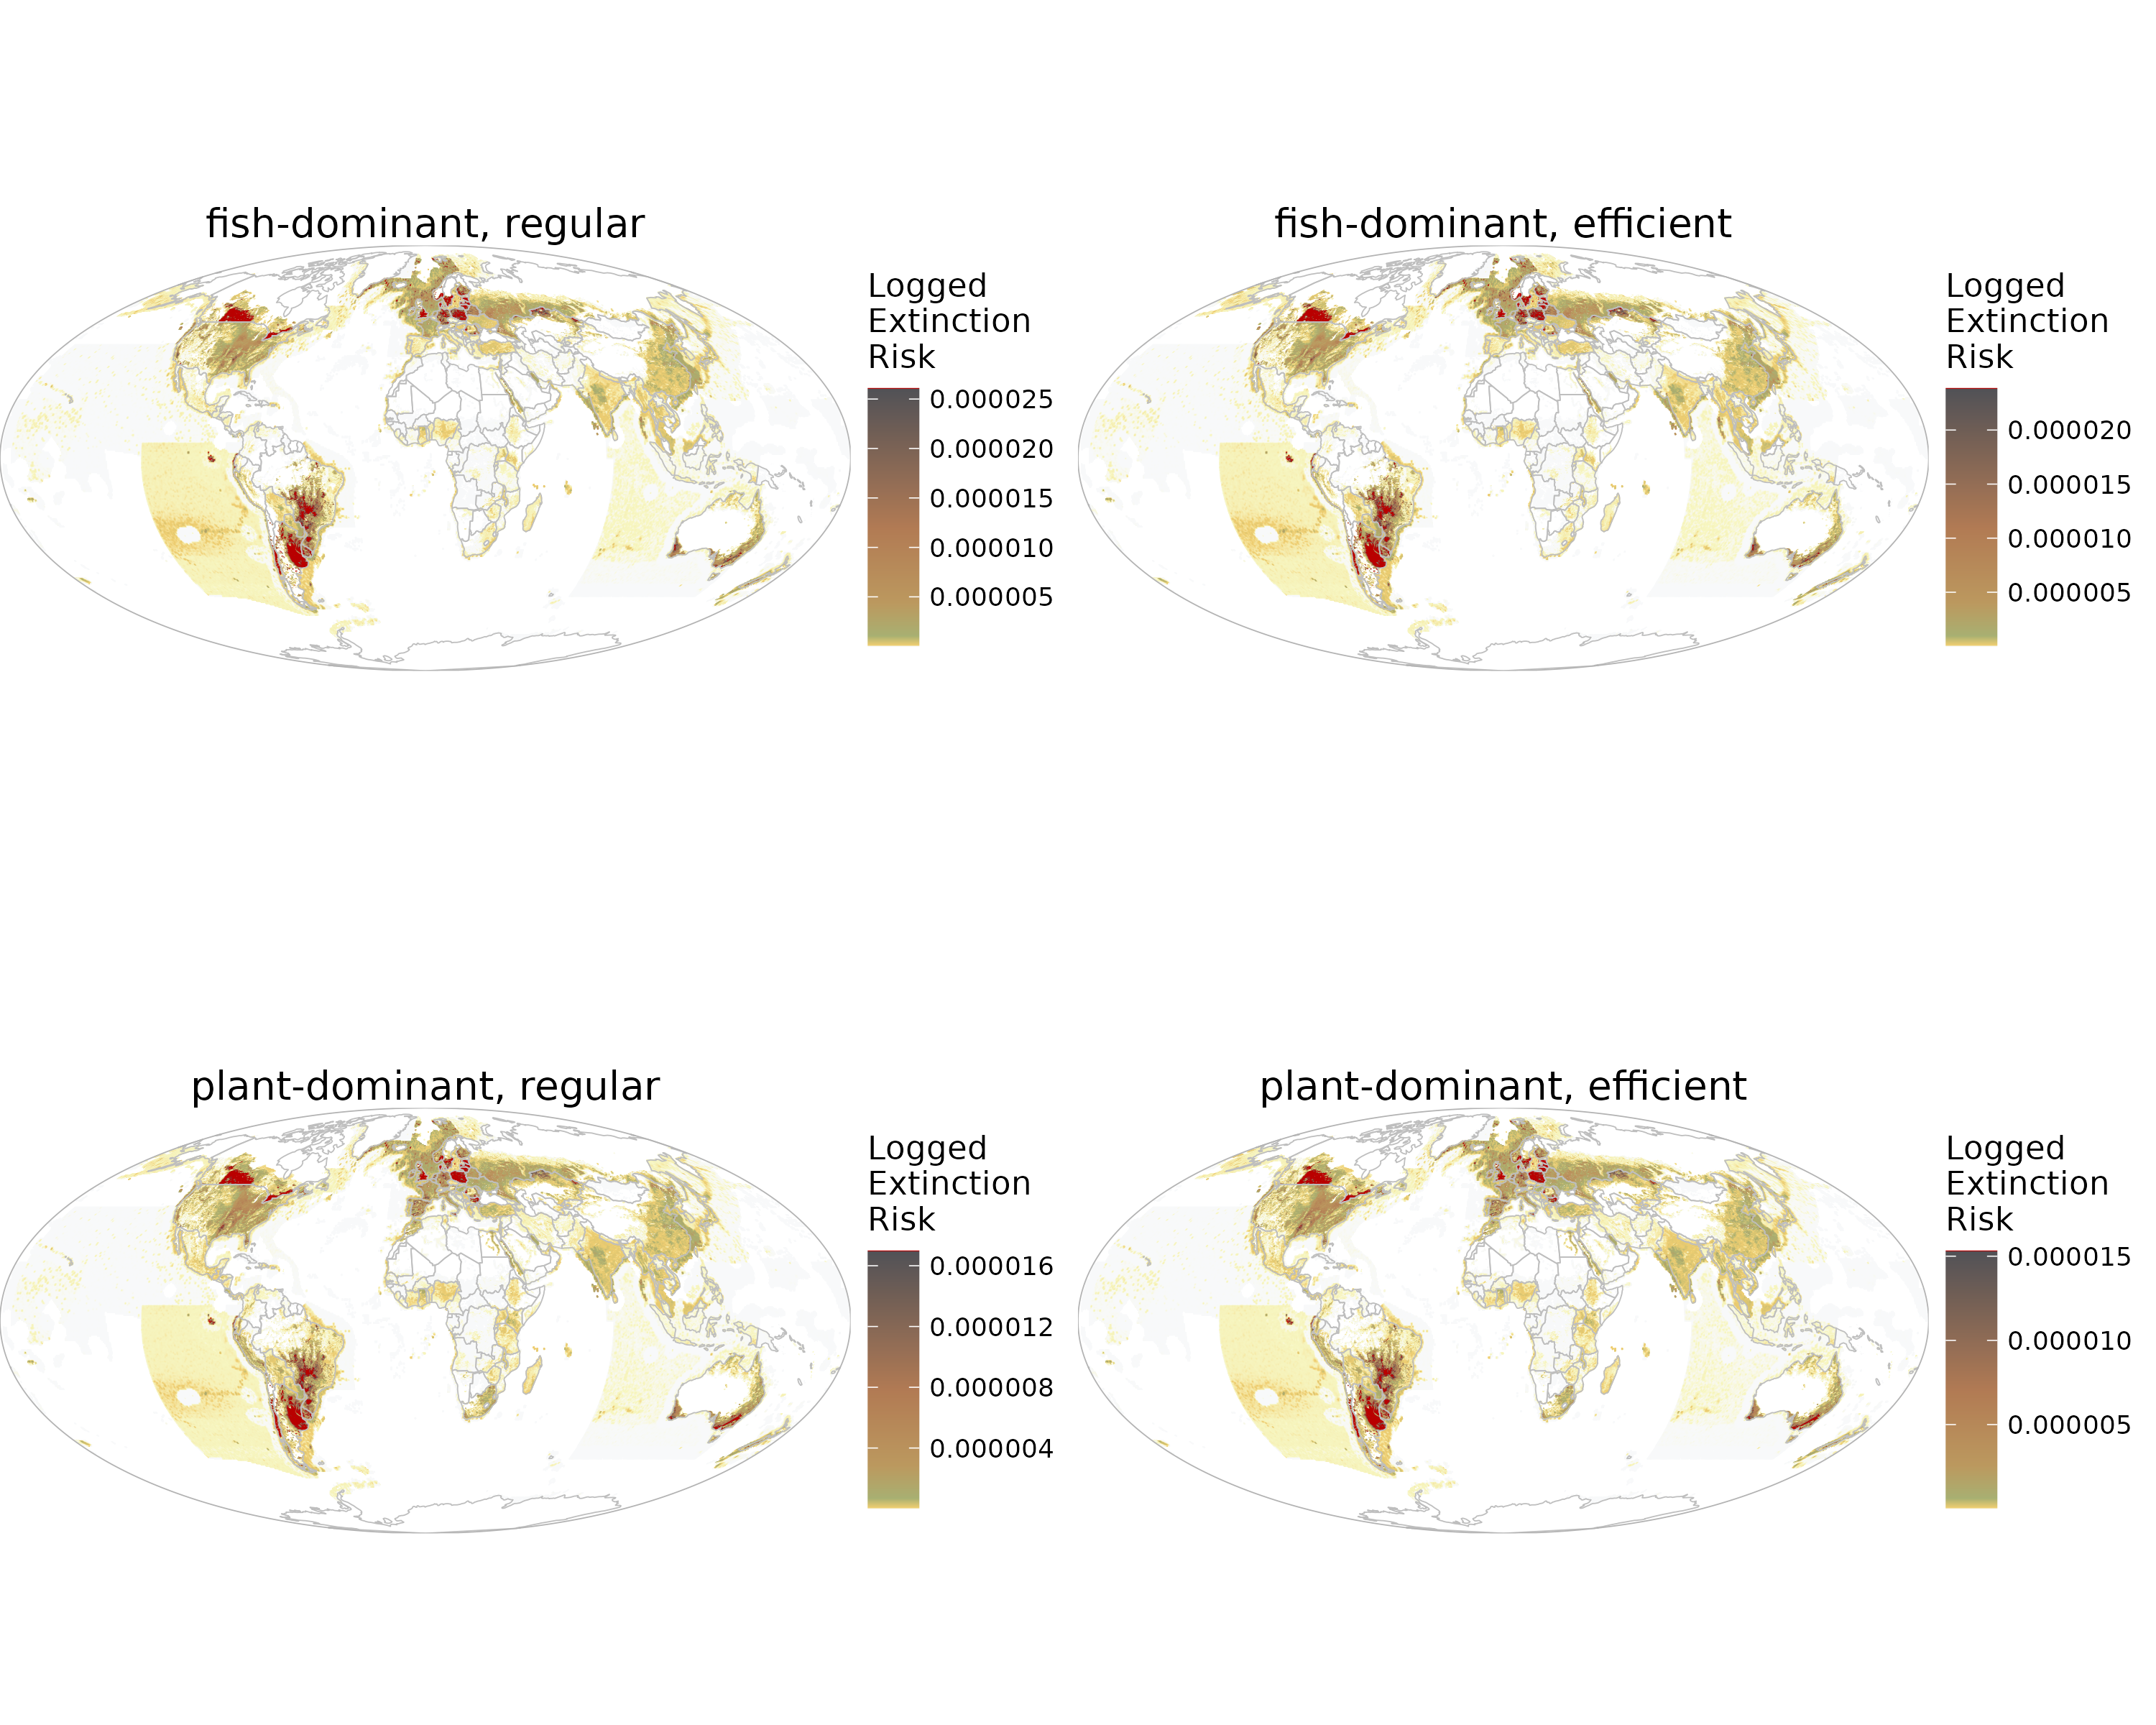 fish-dominant, regular
Logged
Extinction
Risk
0.000025
0.000020
0.000015
0.000010
0.000005
fish-dominant, efficient
Logged
Extinction
Risk
0.000020
0.000015
0.000010
0.000005
plant-dominant, regular
Logged
Extinction
Risk
0.000016
0.000012
0.000008
0.000004
plant-dominant, efficient
Logged
Extinction
Risk
0.000015
0.000010
0.000005